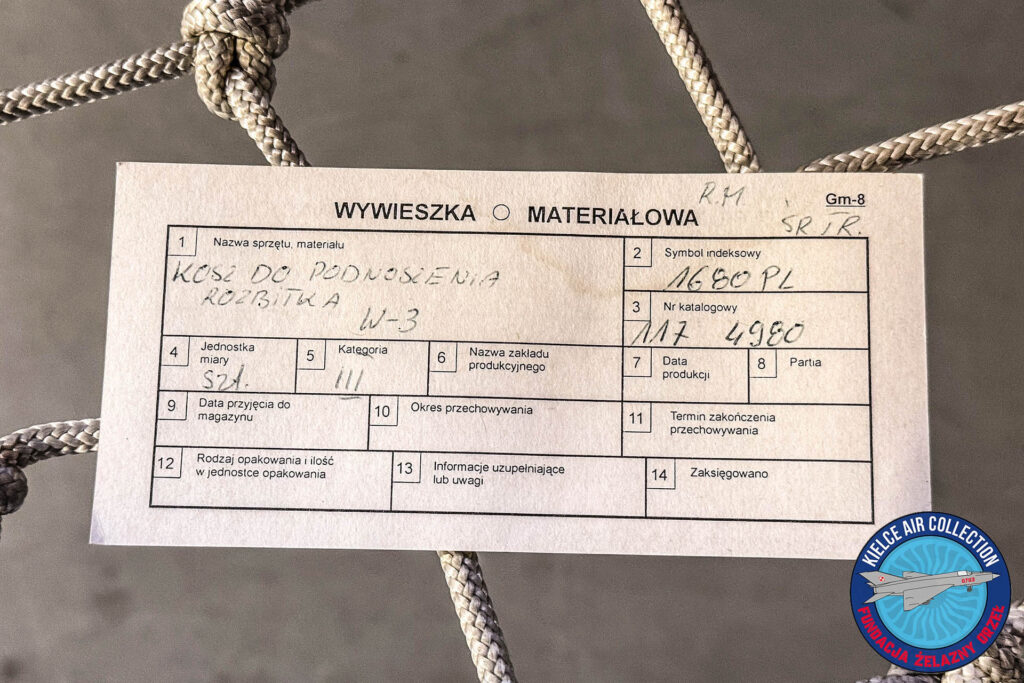 R.M.
Gm-8
WYWIESZKA MATERIAŁOWA
ŚR TR.
1 Nazwa sprzętu, materiału
KOSZ DO PODNOSZENIA
ROZBITKA
W-3
2 Symbol indeksowy
1680 PL
3 Nr katalogowy
117 4980
4 Jednostka
miary
szt.
5 Kategoria
III
6 Nazwa zakładu
produkcyjnego
7 Data
produkcji
8 Partia
9 Data przyjęcia do
magazynu
10 Okres przechowywania
11 Termin zakończenia
przechowywania
12 Rodzaj opakowania i ilość
w jednostce opakowania
13 Informacje uzupełniające
lub uwagi
14 Zaksięgowano
KIELCE AIR COLLECTION
FUNDACJA ŻELAZNY ORZEŁ